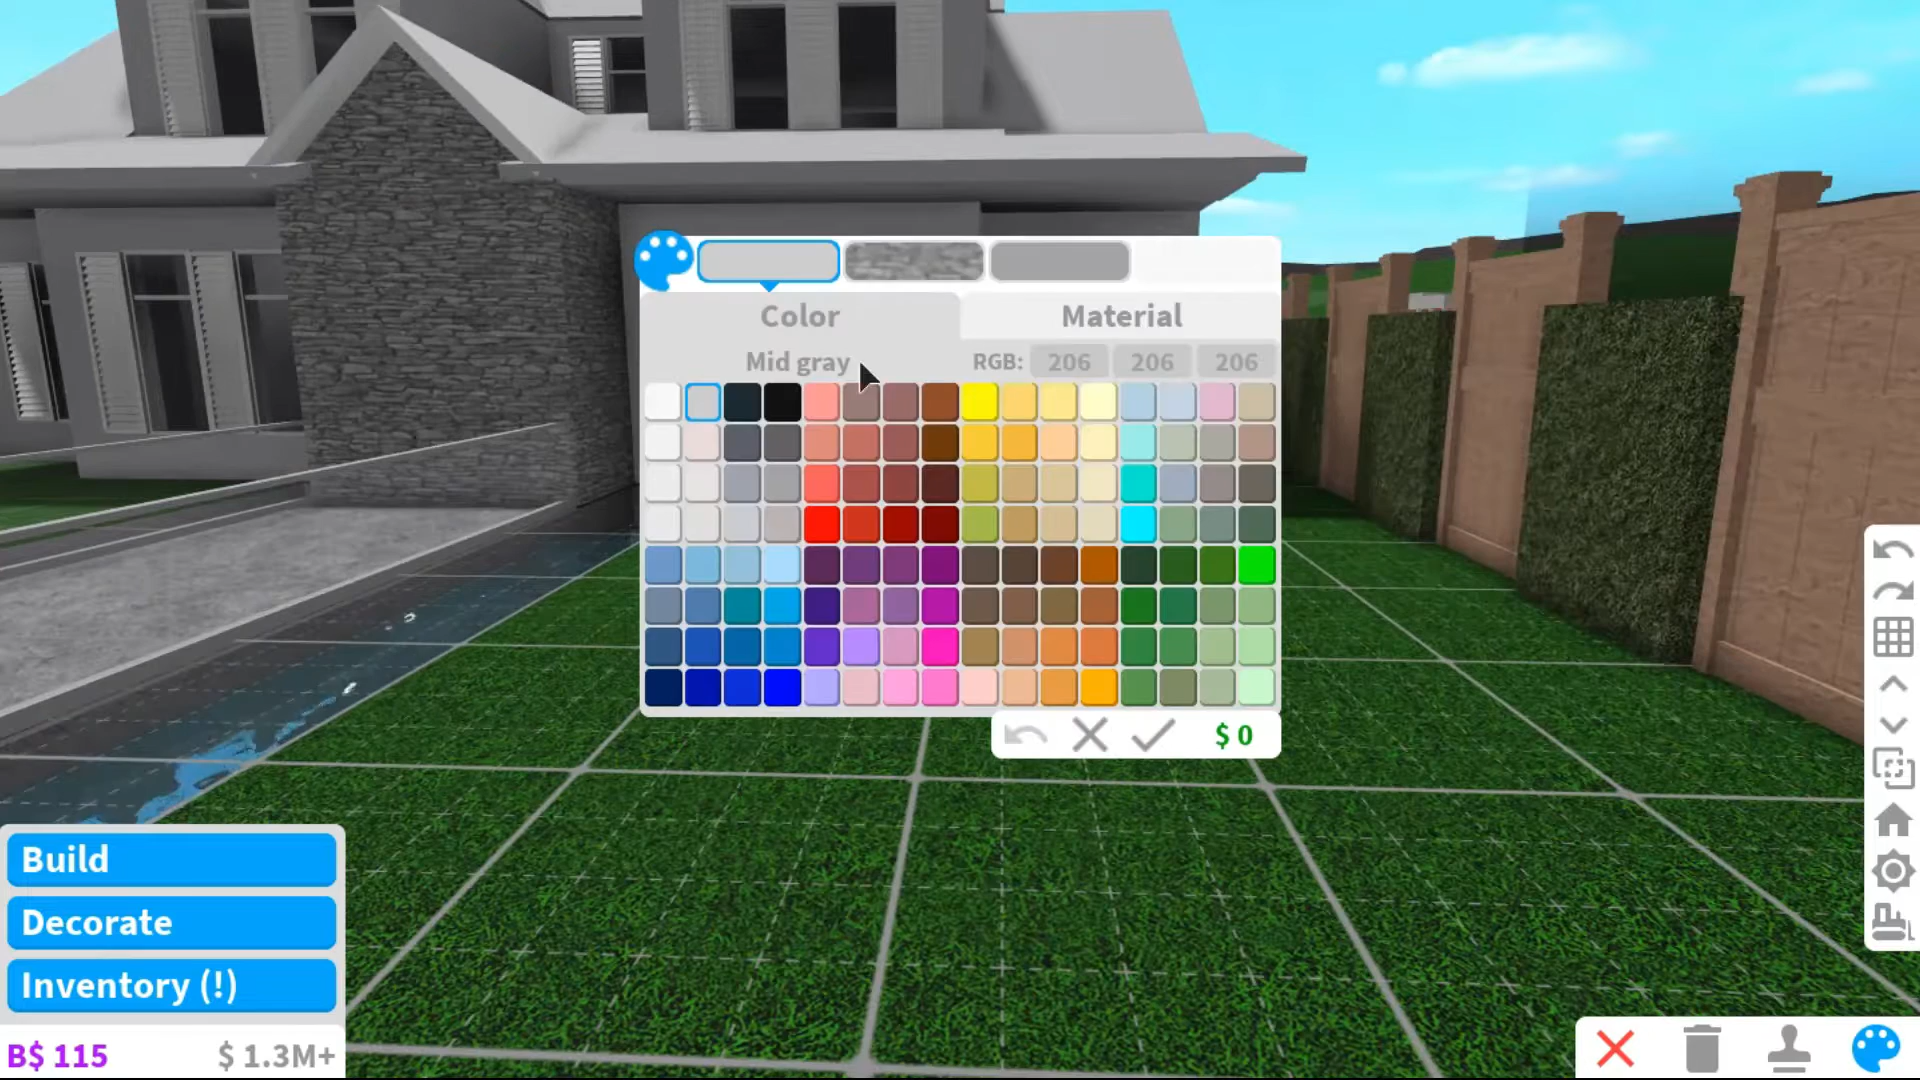 Color
Material
Mid gray
RGB: 206 206 206
$ 0
Build
Decorate
Inventory (!)
B$ 115
$ 1.3M+